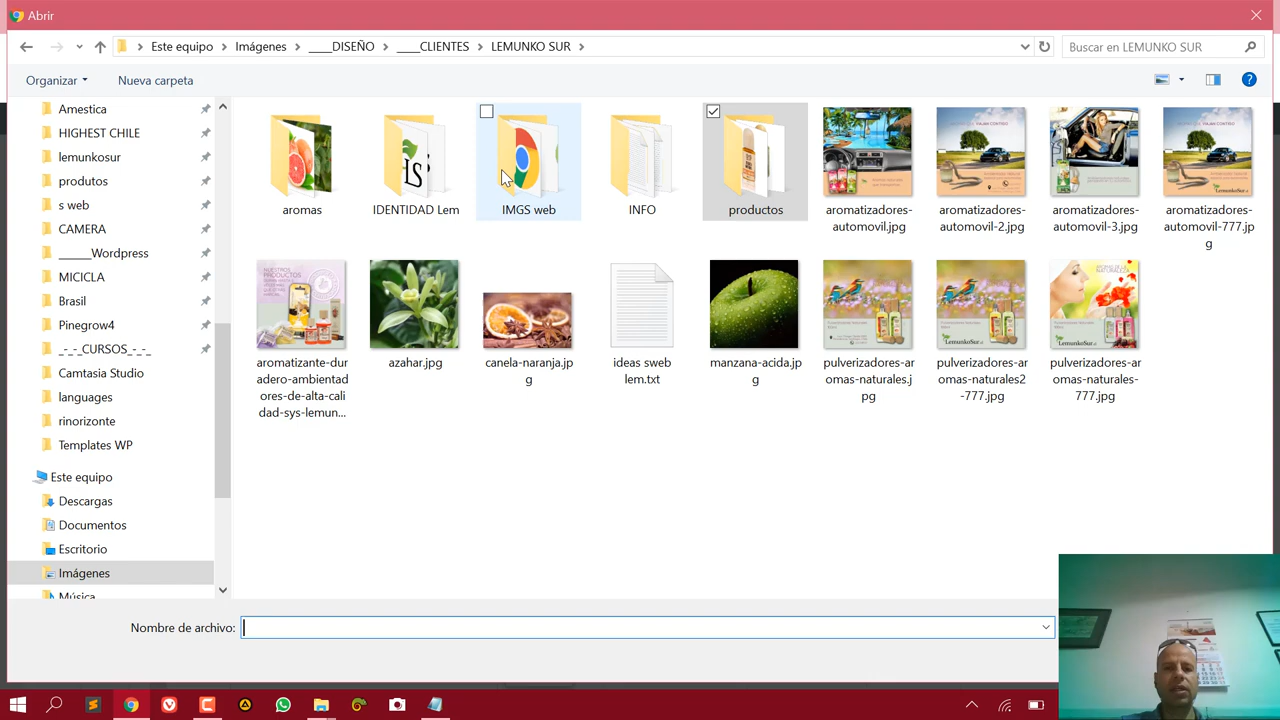 Abrir
Este equipo
Imágenes
____DISEÑO
____CLIENTES
LEMUNKO SUR
Buscar en LEMUNKO SUR
Organizar
Nueva carpeta
Amestica
HIGHEST CHILE
lemunkosur
produtos
s web
CAMERA
_____Wordpress
MICICLA
Brasil
Pinegrow4
_-_-_CURSOS_-_-_
Camtasia Studio
languages
rinorizonte
Templates WP
Este equipo
Descargas
Documentos
Escritorio
Imágenes
Música
aromas
IDENTIDAD Lem
IMGS web
INFO
productos
aromatizadores-
automovil.jpg
aromatizadores-
automovil-2.jpg
aromatizadores-
automovil-3.jpg
aromatizadores-
automovil-777.jp
g
aromatizante-dur
adero-ambientad
ores-de-alta-cali
dad-sys-lemun...
azahar.jpg
canela-naranja.jp
g
ideas sweb
lem.txt
manzana-acida.jp
g
pulverizadores-ar
omas-naturales.j
pg
pulverizadores-ar
omas-naturales2
-777.jpg
pulverizadores-ar
omas-naturales-
777.jpg
Nombre de archivo: